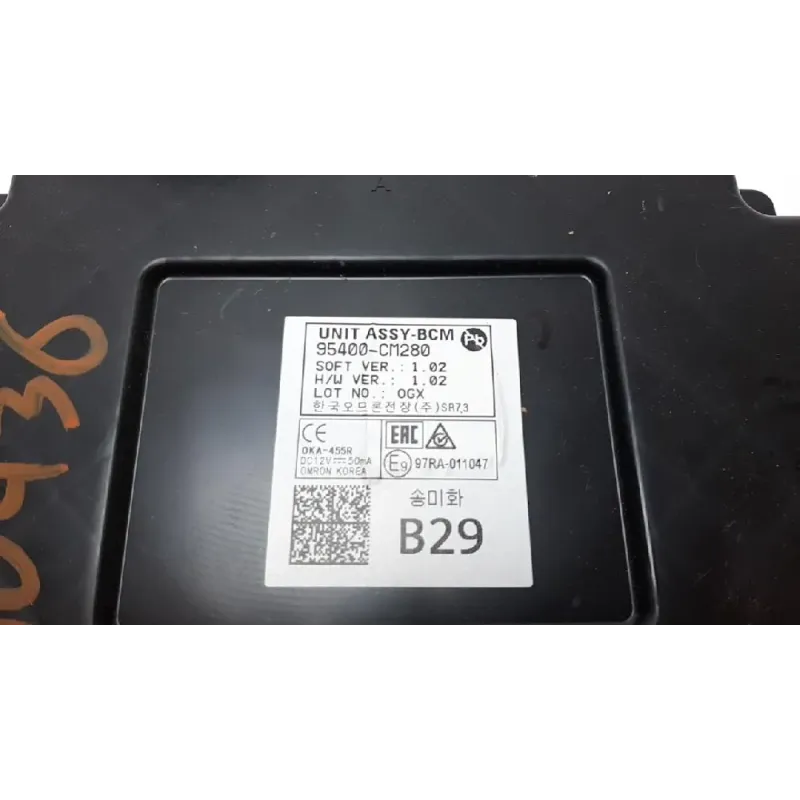 A
UNIT ASSY-BCM
Pb
95400-CM280
SOFT VER.: 1.02
H/W VER.: 1.02
LOT NO.: OGX
한국오므론전장(주)SR7,3
CE
OKA-455R
DC12V⎓50mA
OMRON KOREA
EAC
E9 97RA-011047
송미화
B29